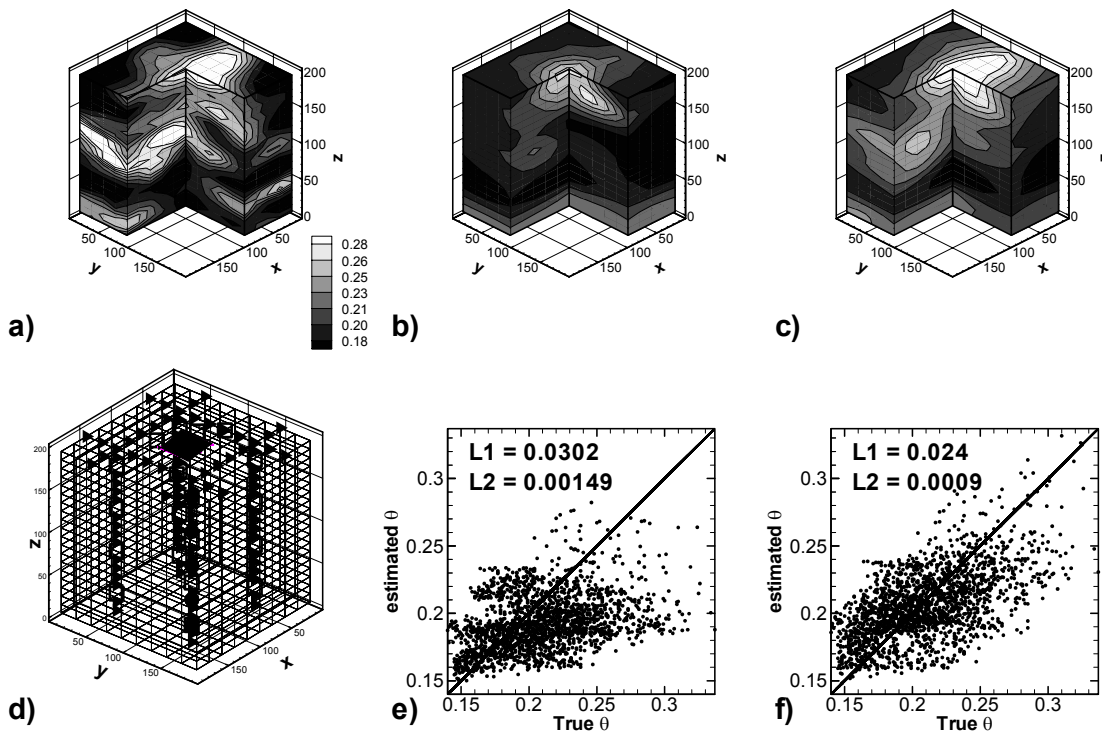 200
150
100
50
0
z
50
100
150
y
50
100
150
x
0.28
0.26
0.25
0.23
0.21
0.20
0.18
a)
200
150
100
50
0
z
50
100
150
y
50
100
150
x
b)
200
150
100
50
0
50
100
150
y
50
100
150
x
c)
200
150
100
50
0
z
50
100
150
y
50
100
150
x
d)
L1 = 0.0302
L2 = 0.00149
0.3
0.25
0.2
0.15
estimated θ
0.15
0.2
0.25
0.3
True θ
e)
L1 = 0.024
L2 = 0.0009
0.3
0.25
0.2
0.15
estimated θ
0.15
0.2
0.25
0.3
True θ
f)